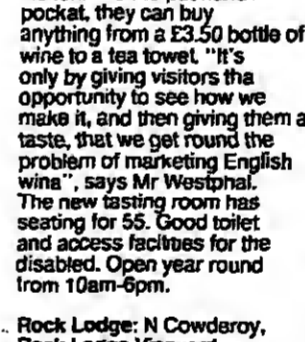 pocket, they can buy
anything from a £3.50 bottle of
wine to a tea towel. "It's
only by giving visitors tha
opportunity to see how we
make it, and then giving them a
taste, that we get round the
problem of marketing English
wina", says Mr Westphal.
The new tasting room has
seating for 55. Good toilet
and access facilities for the
disabled. Open year round
from 10am-6pm.
.. Rock Lodge: N Cowderoy,